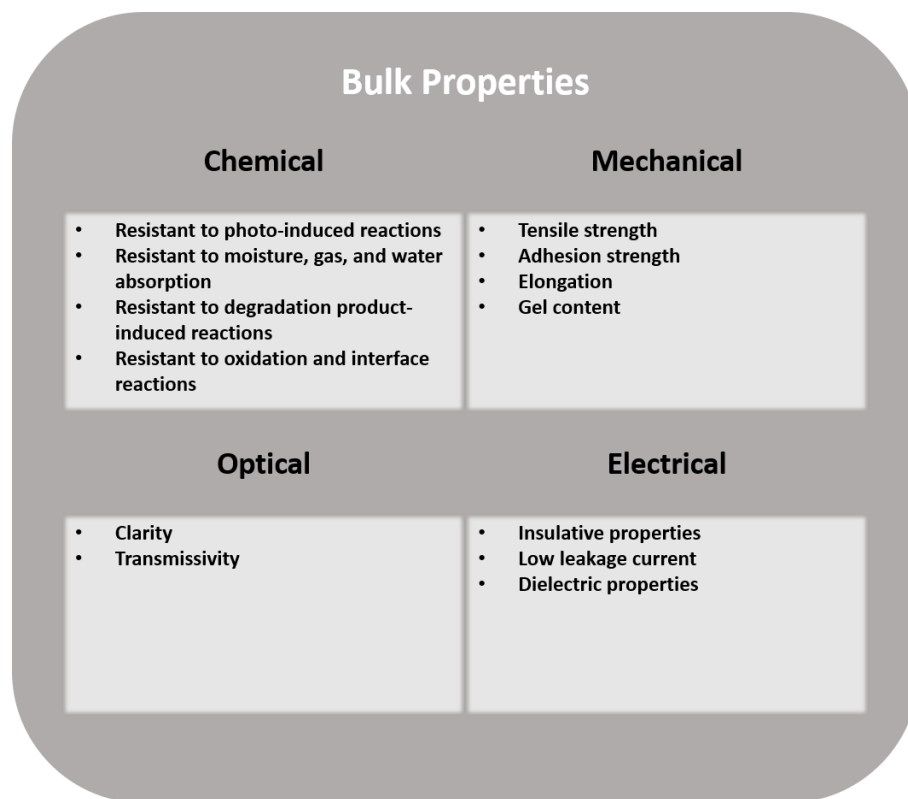 Bulk Properties
Chemical
• Resistant to photo-induced reactions
• Resistant to moisture, gas, and water
absorption
• Resistant to degradation product-
induced reactions
• Resistant to oxidation and interface
reactions
Mechanical
• Tensile strength
• Adhesion strength
• Elongation
• Gel content
Optical
• Clarity
• Transmissivity
Electrical
• Insulative properties
• Low leakage current
• Dielectric properties